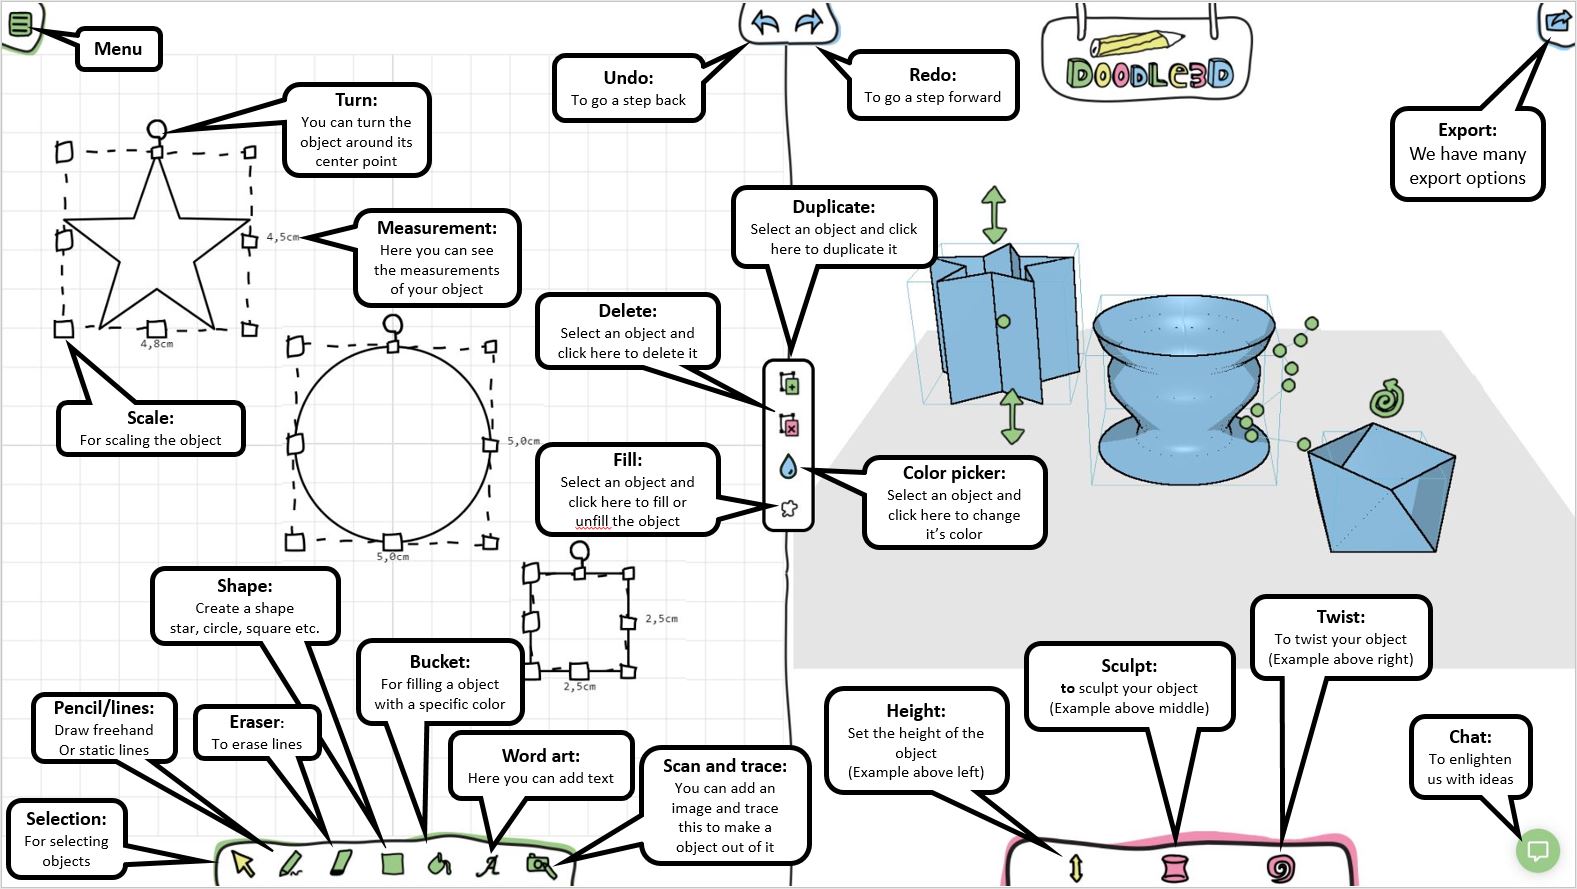 Menu
Undo:
To go a step back
Redo:
To go a step forward
DOODLE3D
Export:
We have many
export options
Turn:
You can turn the
object around its
center point
4,5cm
Measurement:
Here you can see
the measurements
of your object
4,8cm
Scale:
For scaling the object
Duplicate:
Select an object and click
here to duplicate it
Delete:
Select an object and
click here to delete it
5,0cm
5,0cm
Fill:
Select an object and
click here to fill or
unfill the object
Color picker:
Select an object and
click here to change
it's color
2,5cm
2,5cm
Shape:
Create a shape
star, circle, square etc.
Bucket:
For filling a object
with a specific color
Pencil/lines:
Draw freehand
Or static lines
Eraser:
To erase lines
Word art:
Here you can add text
Scan and trace:
You can add an
image and trace
this to make a
object out of it
Selection:
For selecting
objects
Height:
Set the height of the
object
(Example above left)
Sculpt:
to sculpt your object
(Example above middle)
Twist:
To twist your object
(Example above right)
Chat:
To enlighten
us with ideas